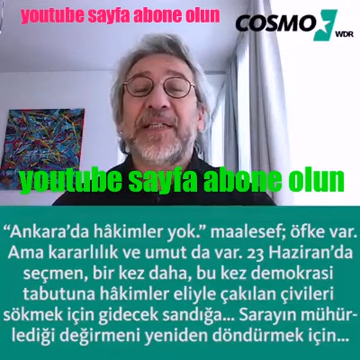 youtube sayfa abone olun
COSMO
WDR
youtube sayfa abone olun
“Ankara’da hâkimler yok.” maalesef; öfke var.
Ama kararlılık ve umut da var. 23 Haziran’da
seçmen, bir kez daha, bu kez demokrasi
tabutuna hâkimler eliyle çakılan çivileri
sökmek için gidecek sandığa... Sarayın mühür-
lediği değirmeni yeniden döndürmek için...